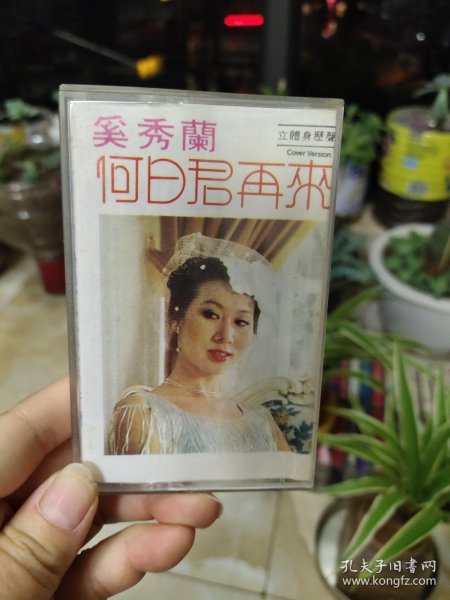 奚秀蘭
立體身歷聲
Cover Version
何日君再來
孔夫子旧书网
www.kongfz.com